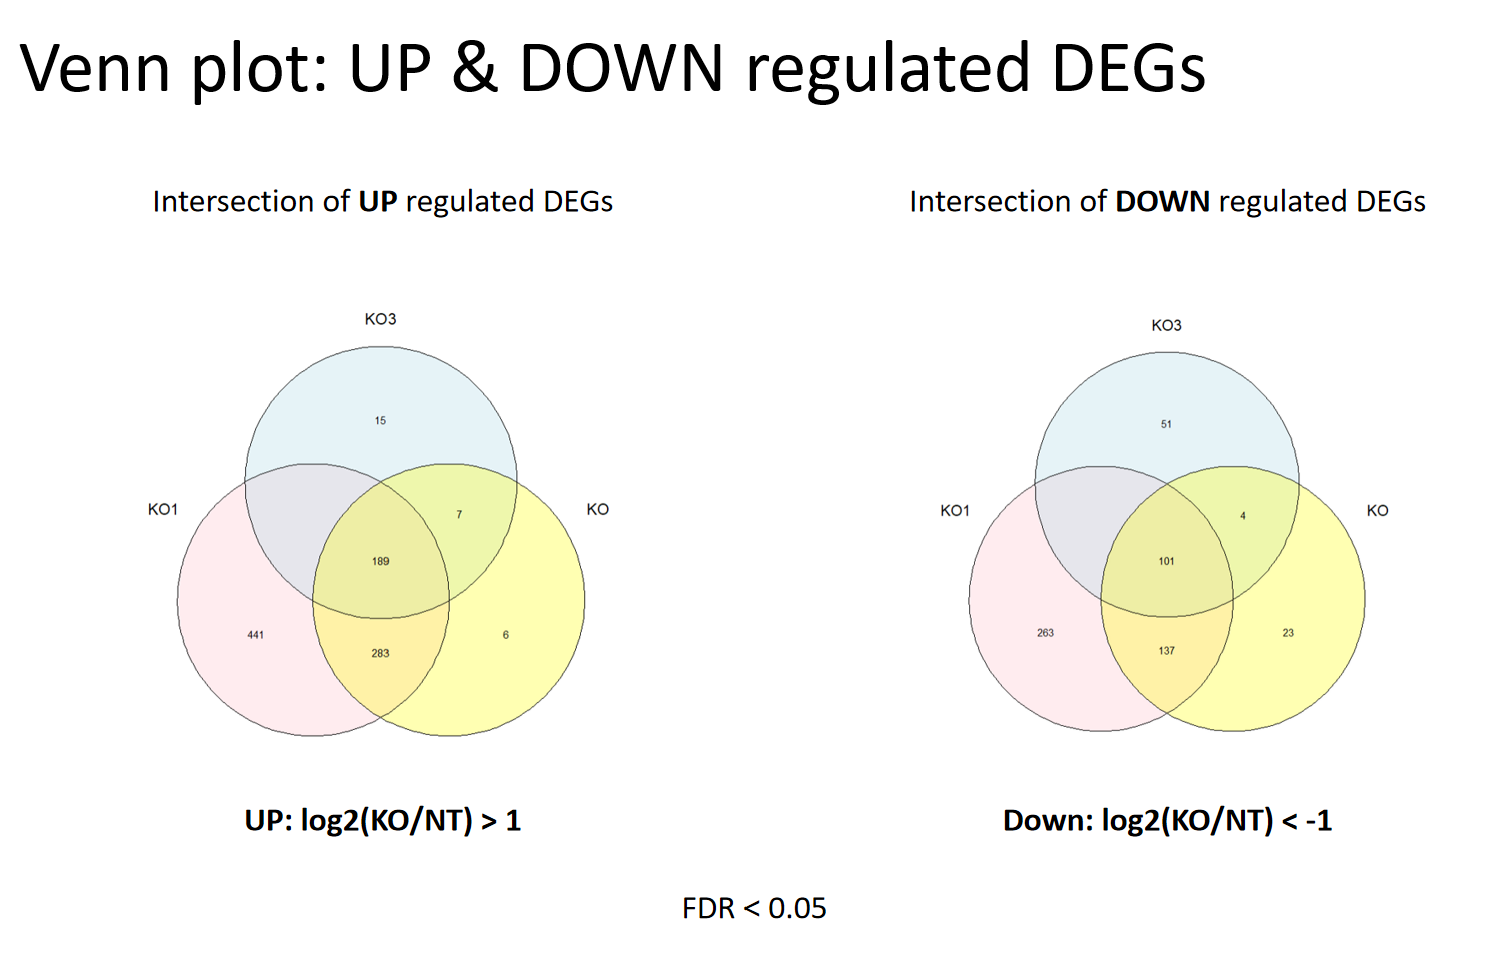 Venn plot: UP & DOWN regulated DEGs
Intersection of UP regulated DEGs
KO3
15
KO1
KO
7
189
441
6
283
UP: log2(KO/NT) > 1
Intersection of DOWN regulated DEGs
KO3
51
KO1
KO
4
101
263
23
137
Down: log2(KO/NT) < -1
FDR < 0.05